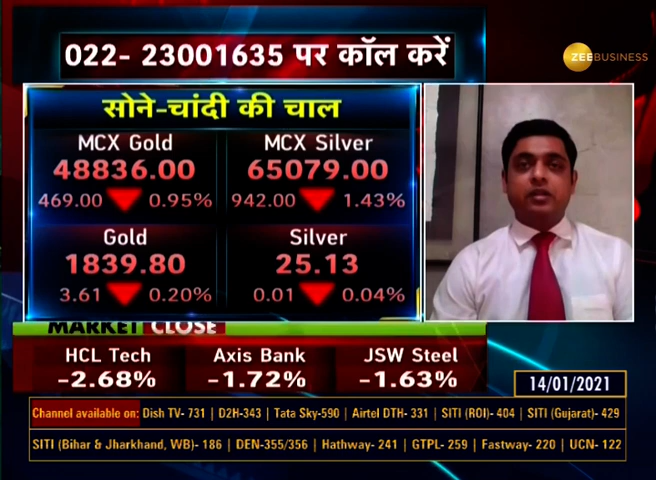 022- 23001635 पर कॉल करें
ZEEBUSINESS
सोने-चांदी की चाल
MCX Gold
48836.00
469.00 0.95%
MCX Silver
65079.00
942.00 1.43%
Gold
1839.80
3.61 0.20%
Silver
25.13
0.01 0.04%
MARKET CLOSE
HCL Tech
-2.68%
Axis Bank
-1.72%
JSW Steel
-1.63%
14/01/2021
Channel available on: Dish TV- 731 | D2H-343 | Tata Sky-590 | Airtel DTH- 331 | SITI (ROI)- 404 | SITI (Gujarat)- 429
SITI (Bihar & Jharkhand, WB)- 186 | DEN-355/356 | Hathway- 241 | GTPL- 259 | Fastway- 220 | UCN- 122